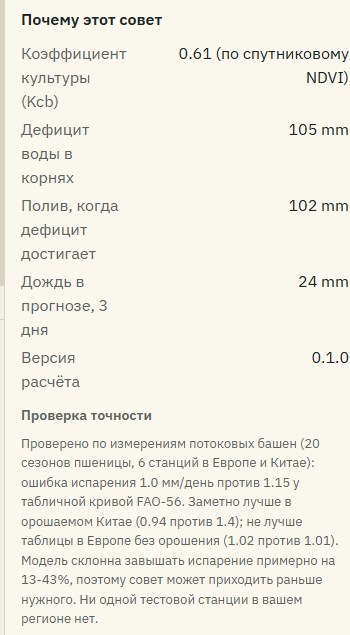 Почему этот совет
Коэффициент 0.61 (по спутниковому
культуры NDVI)
(Kcb)
Дефицит 105 mm
воды в
корнях
Полив, когда 102 mm
дефицит
достигает
Дождь в 24 mm
прогнозе, 3
дня
Версия 0.1.0
расчёта
Проверка точности
Проверено по измерениям потоковых башен (20
сезонов пшеницы, 6 станций в Европе и Китае):
ошибка испарения 1.0 мм/день против 1.15 у
табличной кривой FAO-56. Заметно лучше в
орошаемом Китае (0.94 против 1.4); не лучше
таблицы в Европе без орошения (1.02 против 1.01).
Модель склонна завышать испарение примерно на
13-43%, поэтому совет может приходить раньше
нужного. Ни одной тестовой станции в вашем
регионе нет.